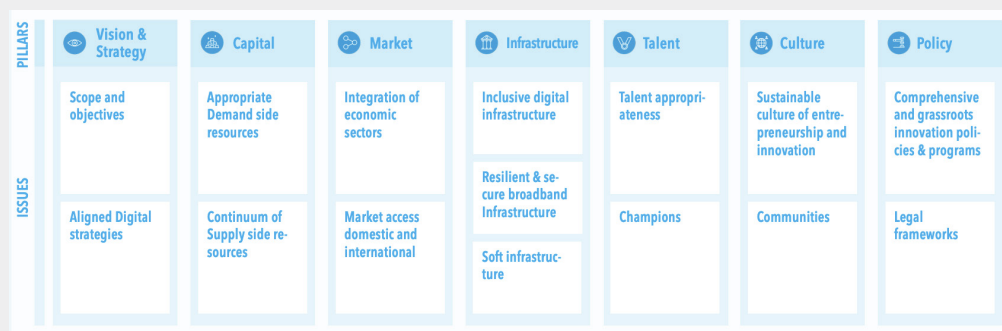 PILLARS
Vision &
Strategy
Capital
Market
Infrastructure
Talent
Culture
Policy
ISSUES
Scope and
objectives
Aligned Digital
strategies
Appropriate
Demand side
resources
Continuum of
Supply side re-
sources
Integration of
economic
sectors
Market access
domestic and
international
Inclusive digital
infrastructure
Resilient & se-
cure broadband
Infrastructure
Soft infrastruc-
ture
Talent appropri-
ateness
Champions
Sustainable
culture of entre-
preneurship and
innovation
Communities
Comprehensive
and grassroots
innovation poli-
cies & programs
Legal
frameworks